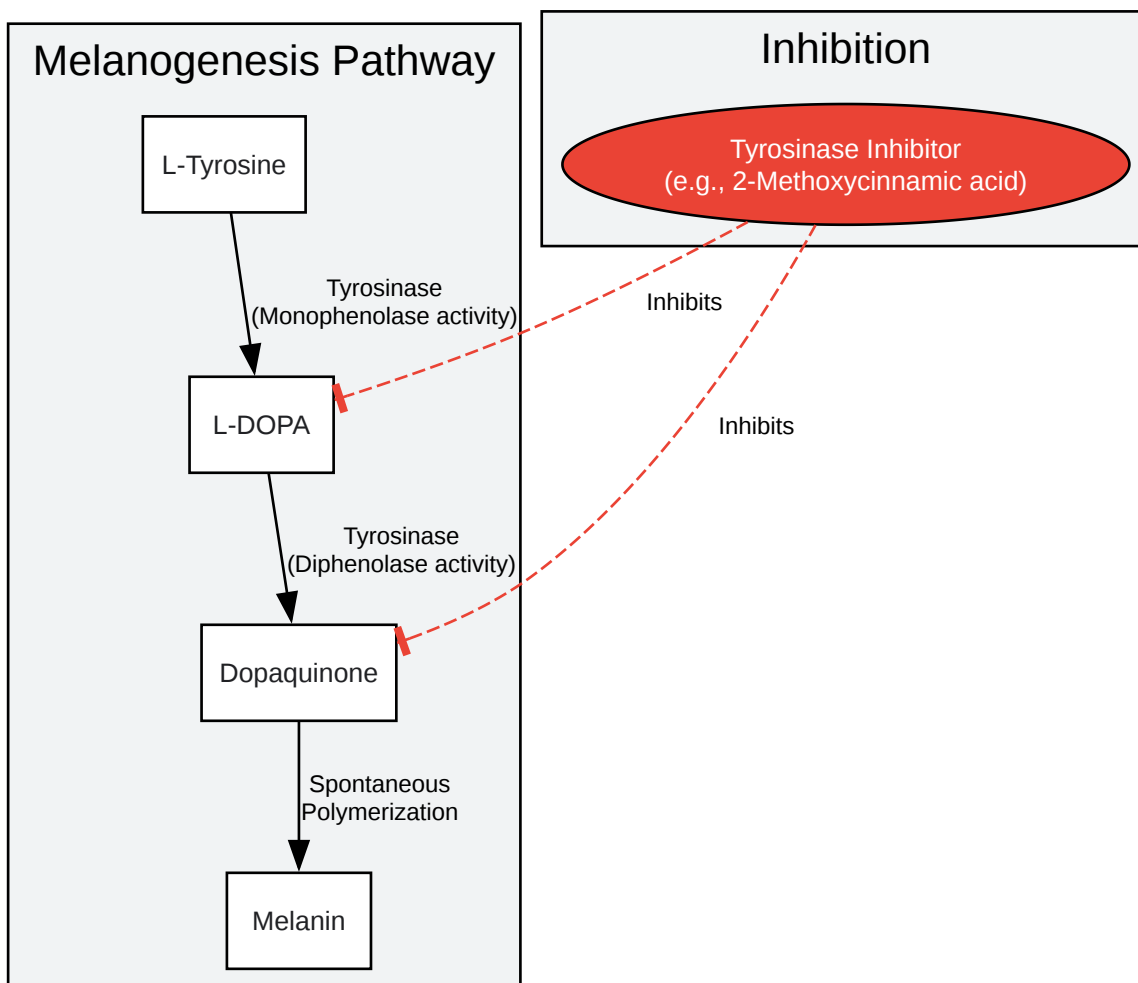 Melanogenesis Pathway
L-Tyrosine
Tyrosinase
(Monophenolase activity)
L-DOPA
Tyrosinase
(Diphenolase activity)
Dopaquinone
Spontaneous
Polymerization
Melanin
Inhibition
Tyrosinase Inhibitor
(e.g., 2-Methoxycinnamic acid)
Inhibits
Inhibits